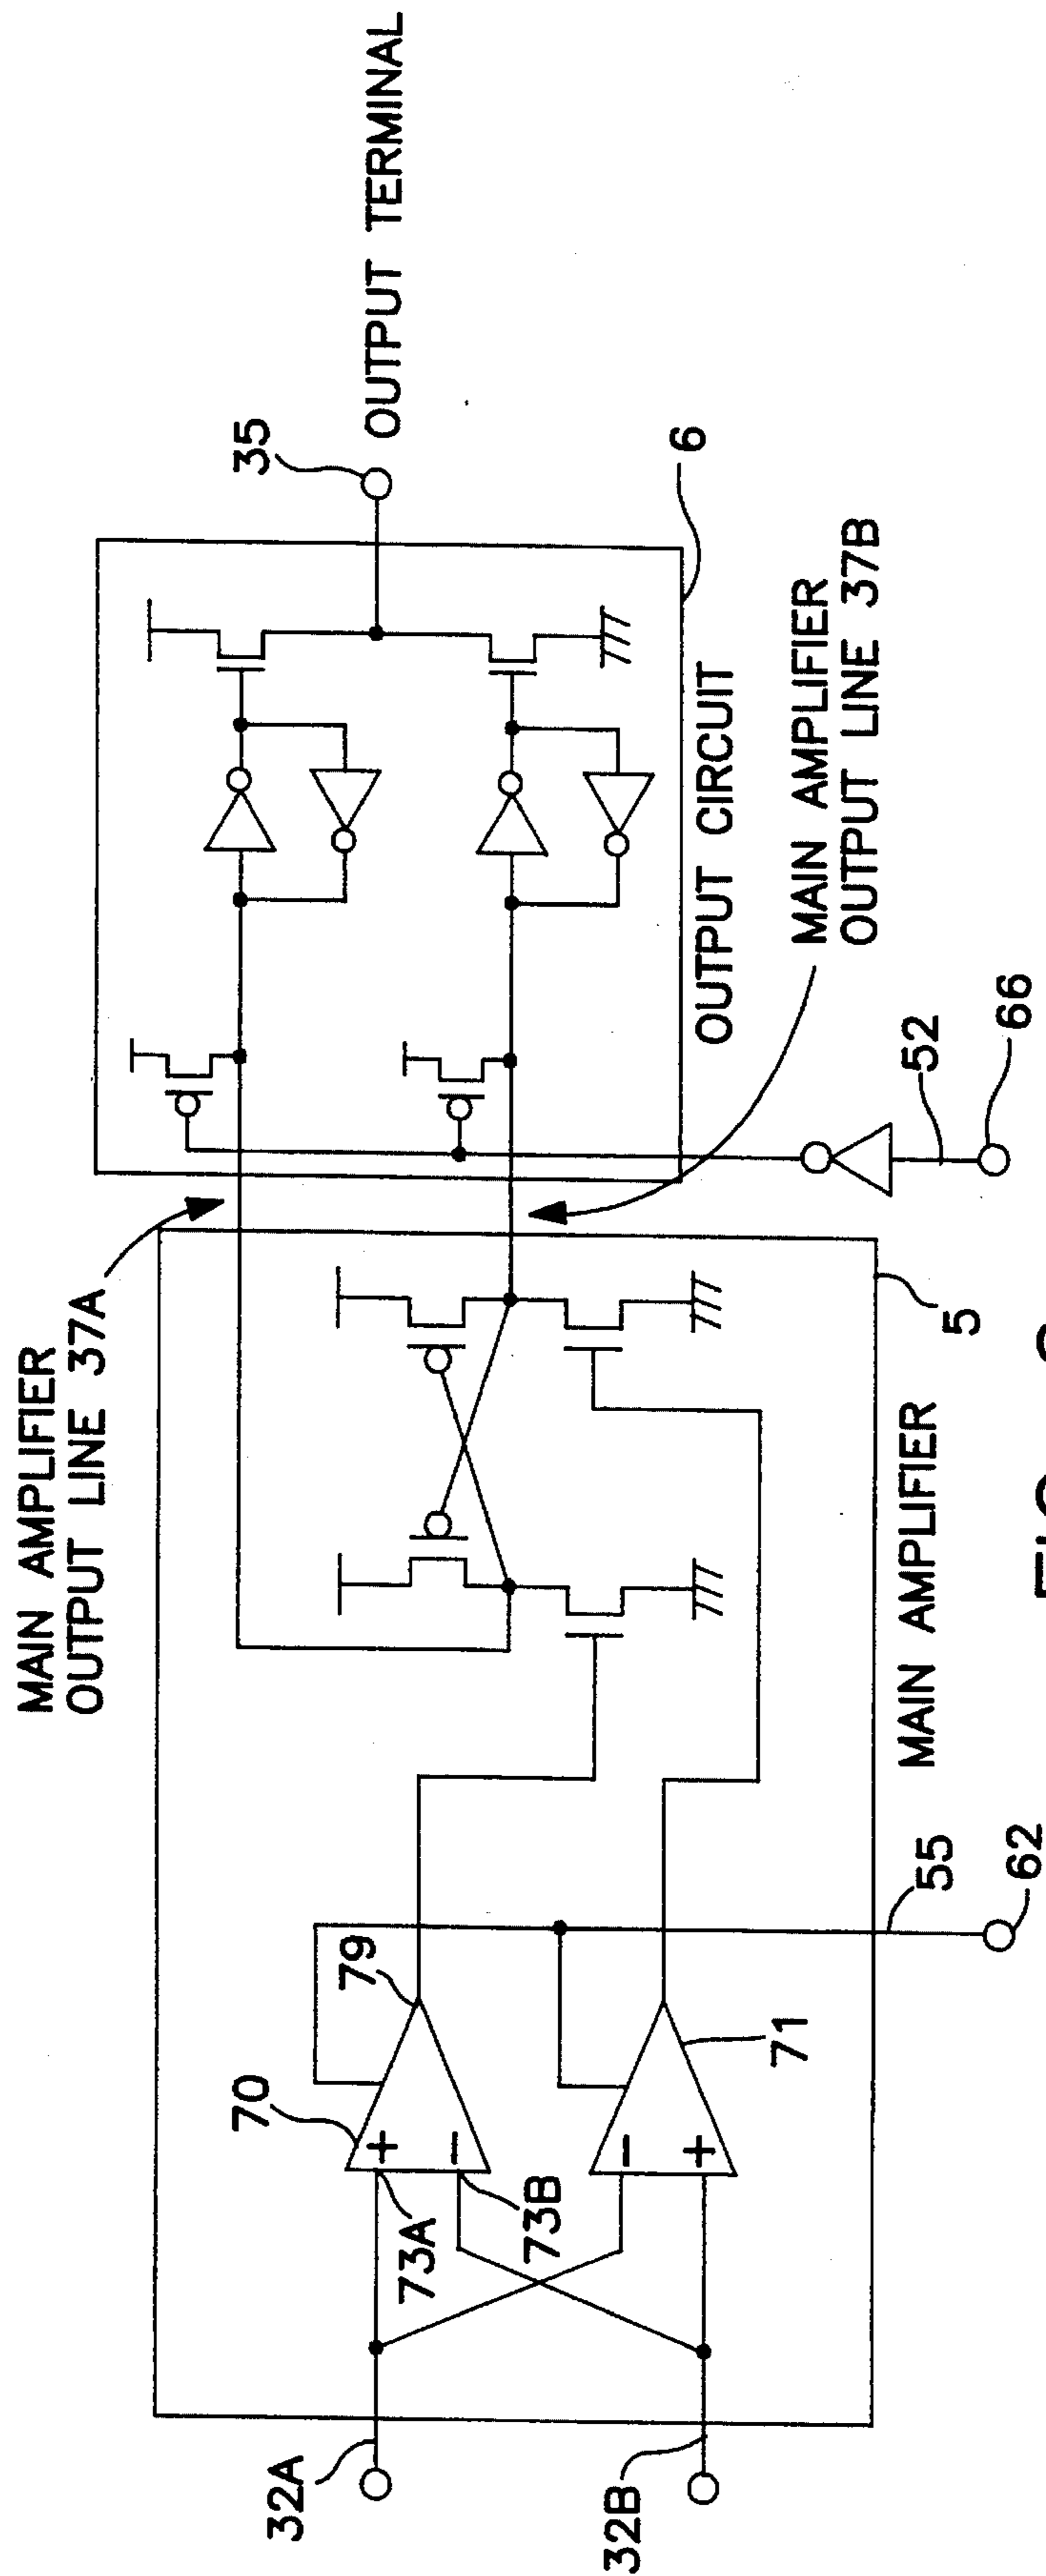 MAIN AMPLIFIER
OUTPUT LINE 37A
35
OUTPUT TERMINAL
6
OUTPUT CIRCUIT
MAIN AMPLIFIER
OUTPUT LINE 37B
52
66
5
MAIN AMPLIFIER
70
79
+
−
73A
73B
−
+
71
55
62
32A
32B